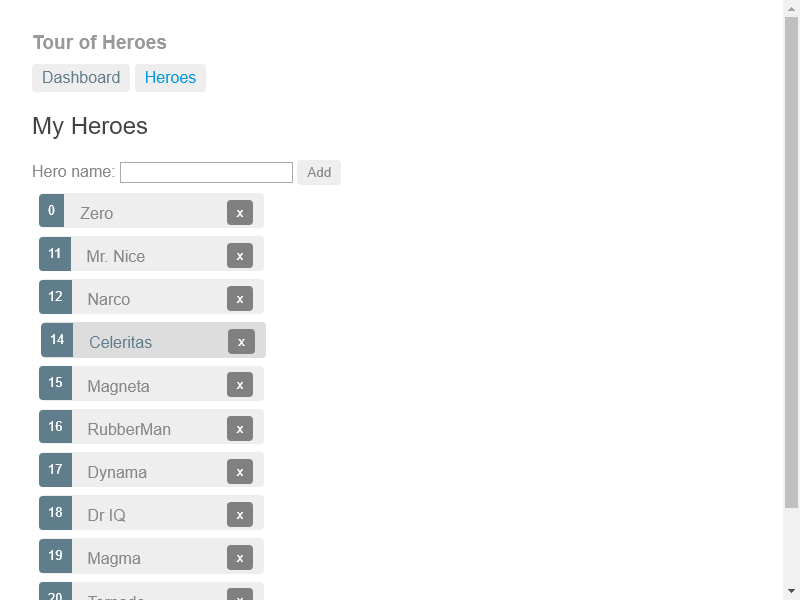 Tour of Heroes
Dashboard Heroes
My Heroes
Hero name: Add
0 Zero x
11 Mr. Nice x
12 Narco x
14 Celeritas x
15 Magneta x
16 RubberMan x
17 Dynama x
18 Dr IQ x
19 Magma x
20 Tornado x